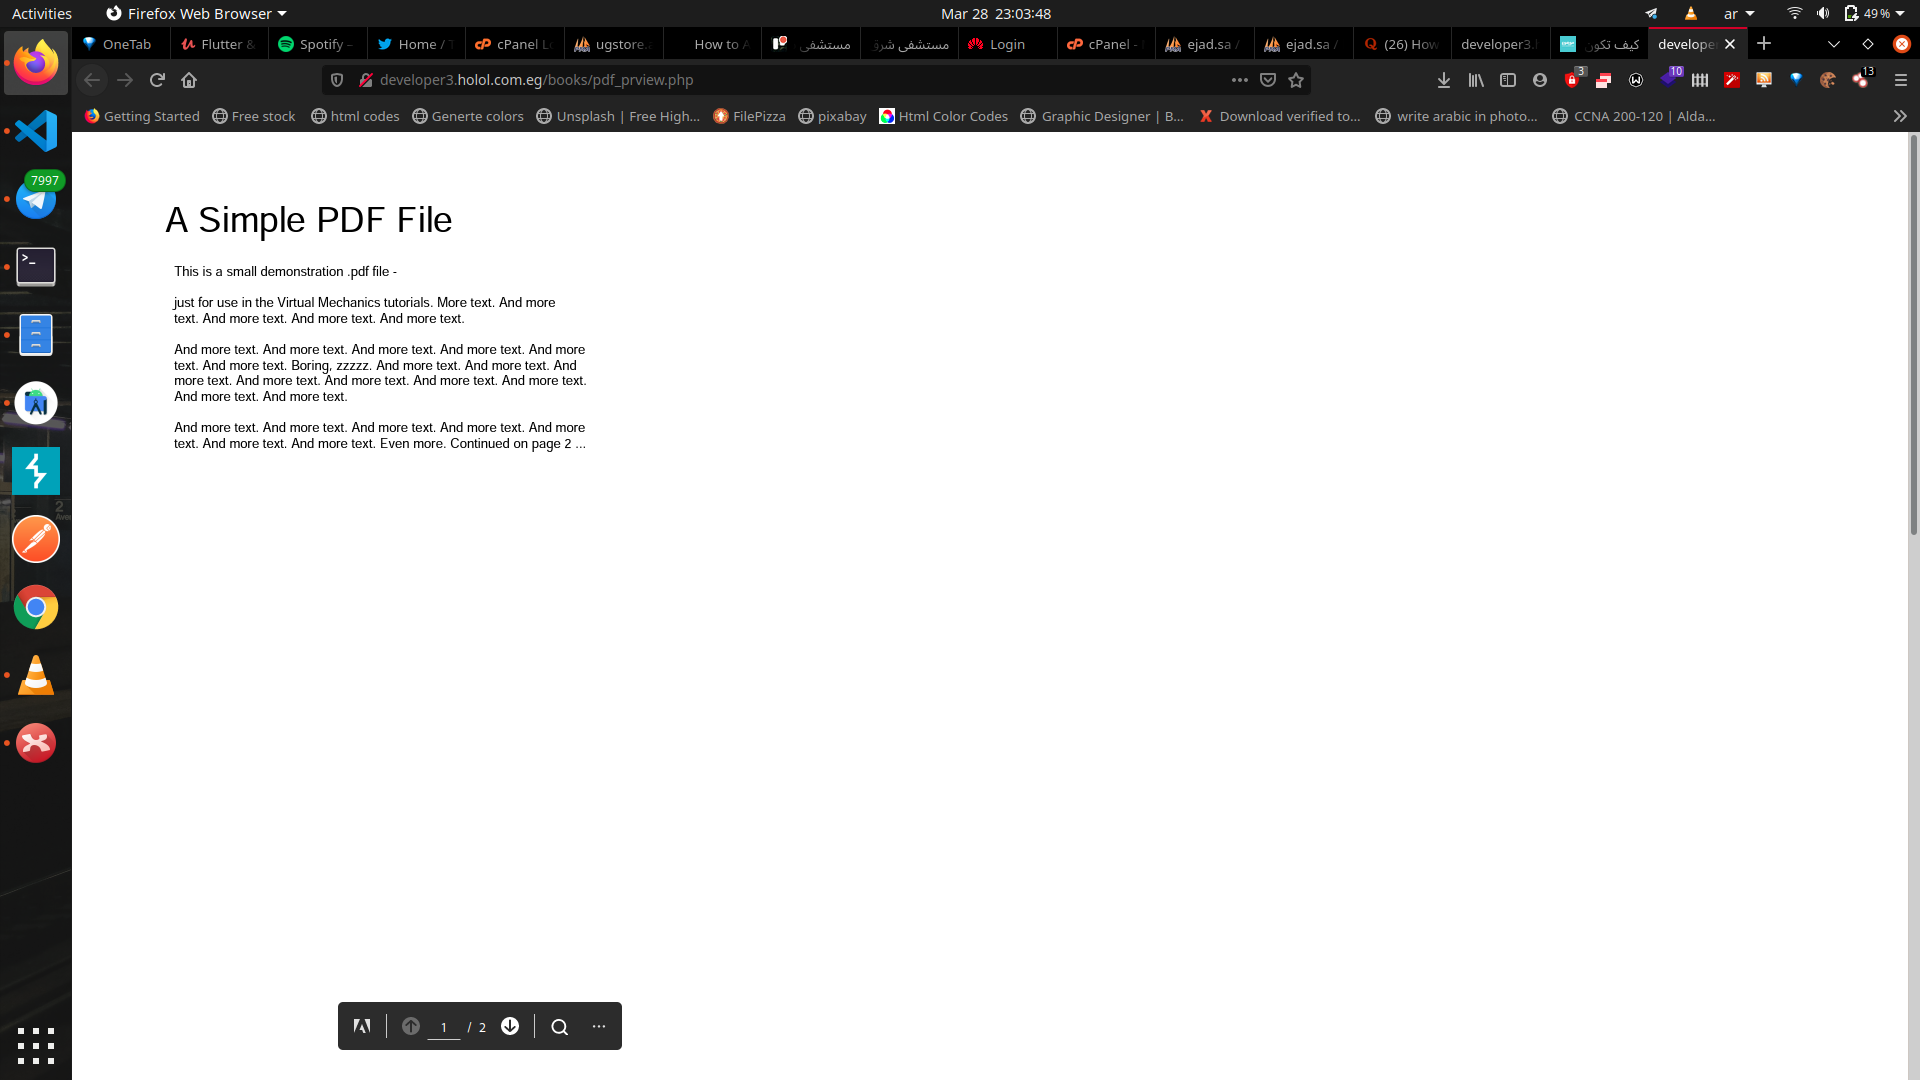 Activities
Firefox Web Browser
Mar 28 23:03:48
ar
49 %
OneTab
Flutter &
Spotify –
Home / T
cPanel Lo
ugstore.
How to A
مستشفى
مستشفى شرق
Login
cPanel -
ejad.sa /
ejad.sa /
(26) How
developer3.
كيف تكون
develope
developer3.holol.com.eg/books/pdf_prview.php
3
10
13
Getting Started
Free stock
html codes
Generte colors
Unsplash | Free High...
FilePizza
pixabay
Html Color Codes
Graphic Designer | B...
Download verified to...
write arabic in photo...
CCNA 200-120 | Alda...
7997
A Simple PDF File
This is a small demonstration .pdf file -
just for use in the Virtual Mechanics tutorials. More text. And more
text. And more text. And more text. And more text.
And more text. And more text. And more text. And more text. And more
text. And more text. Boring, zzzzz. And more text. And more text. And
more text. And more text. And more text. And more text. And more text.
And more text. And more text.
And more text. And more text. And more text. And more text. And more
text. And more text. And more text. Even more. Continued on page 2 ...
1 / 2